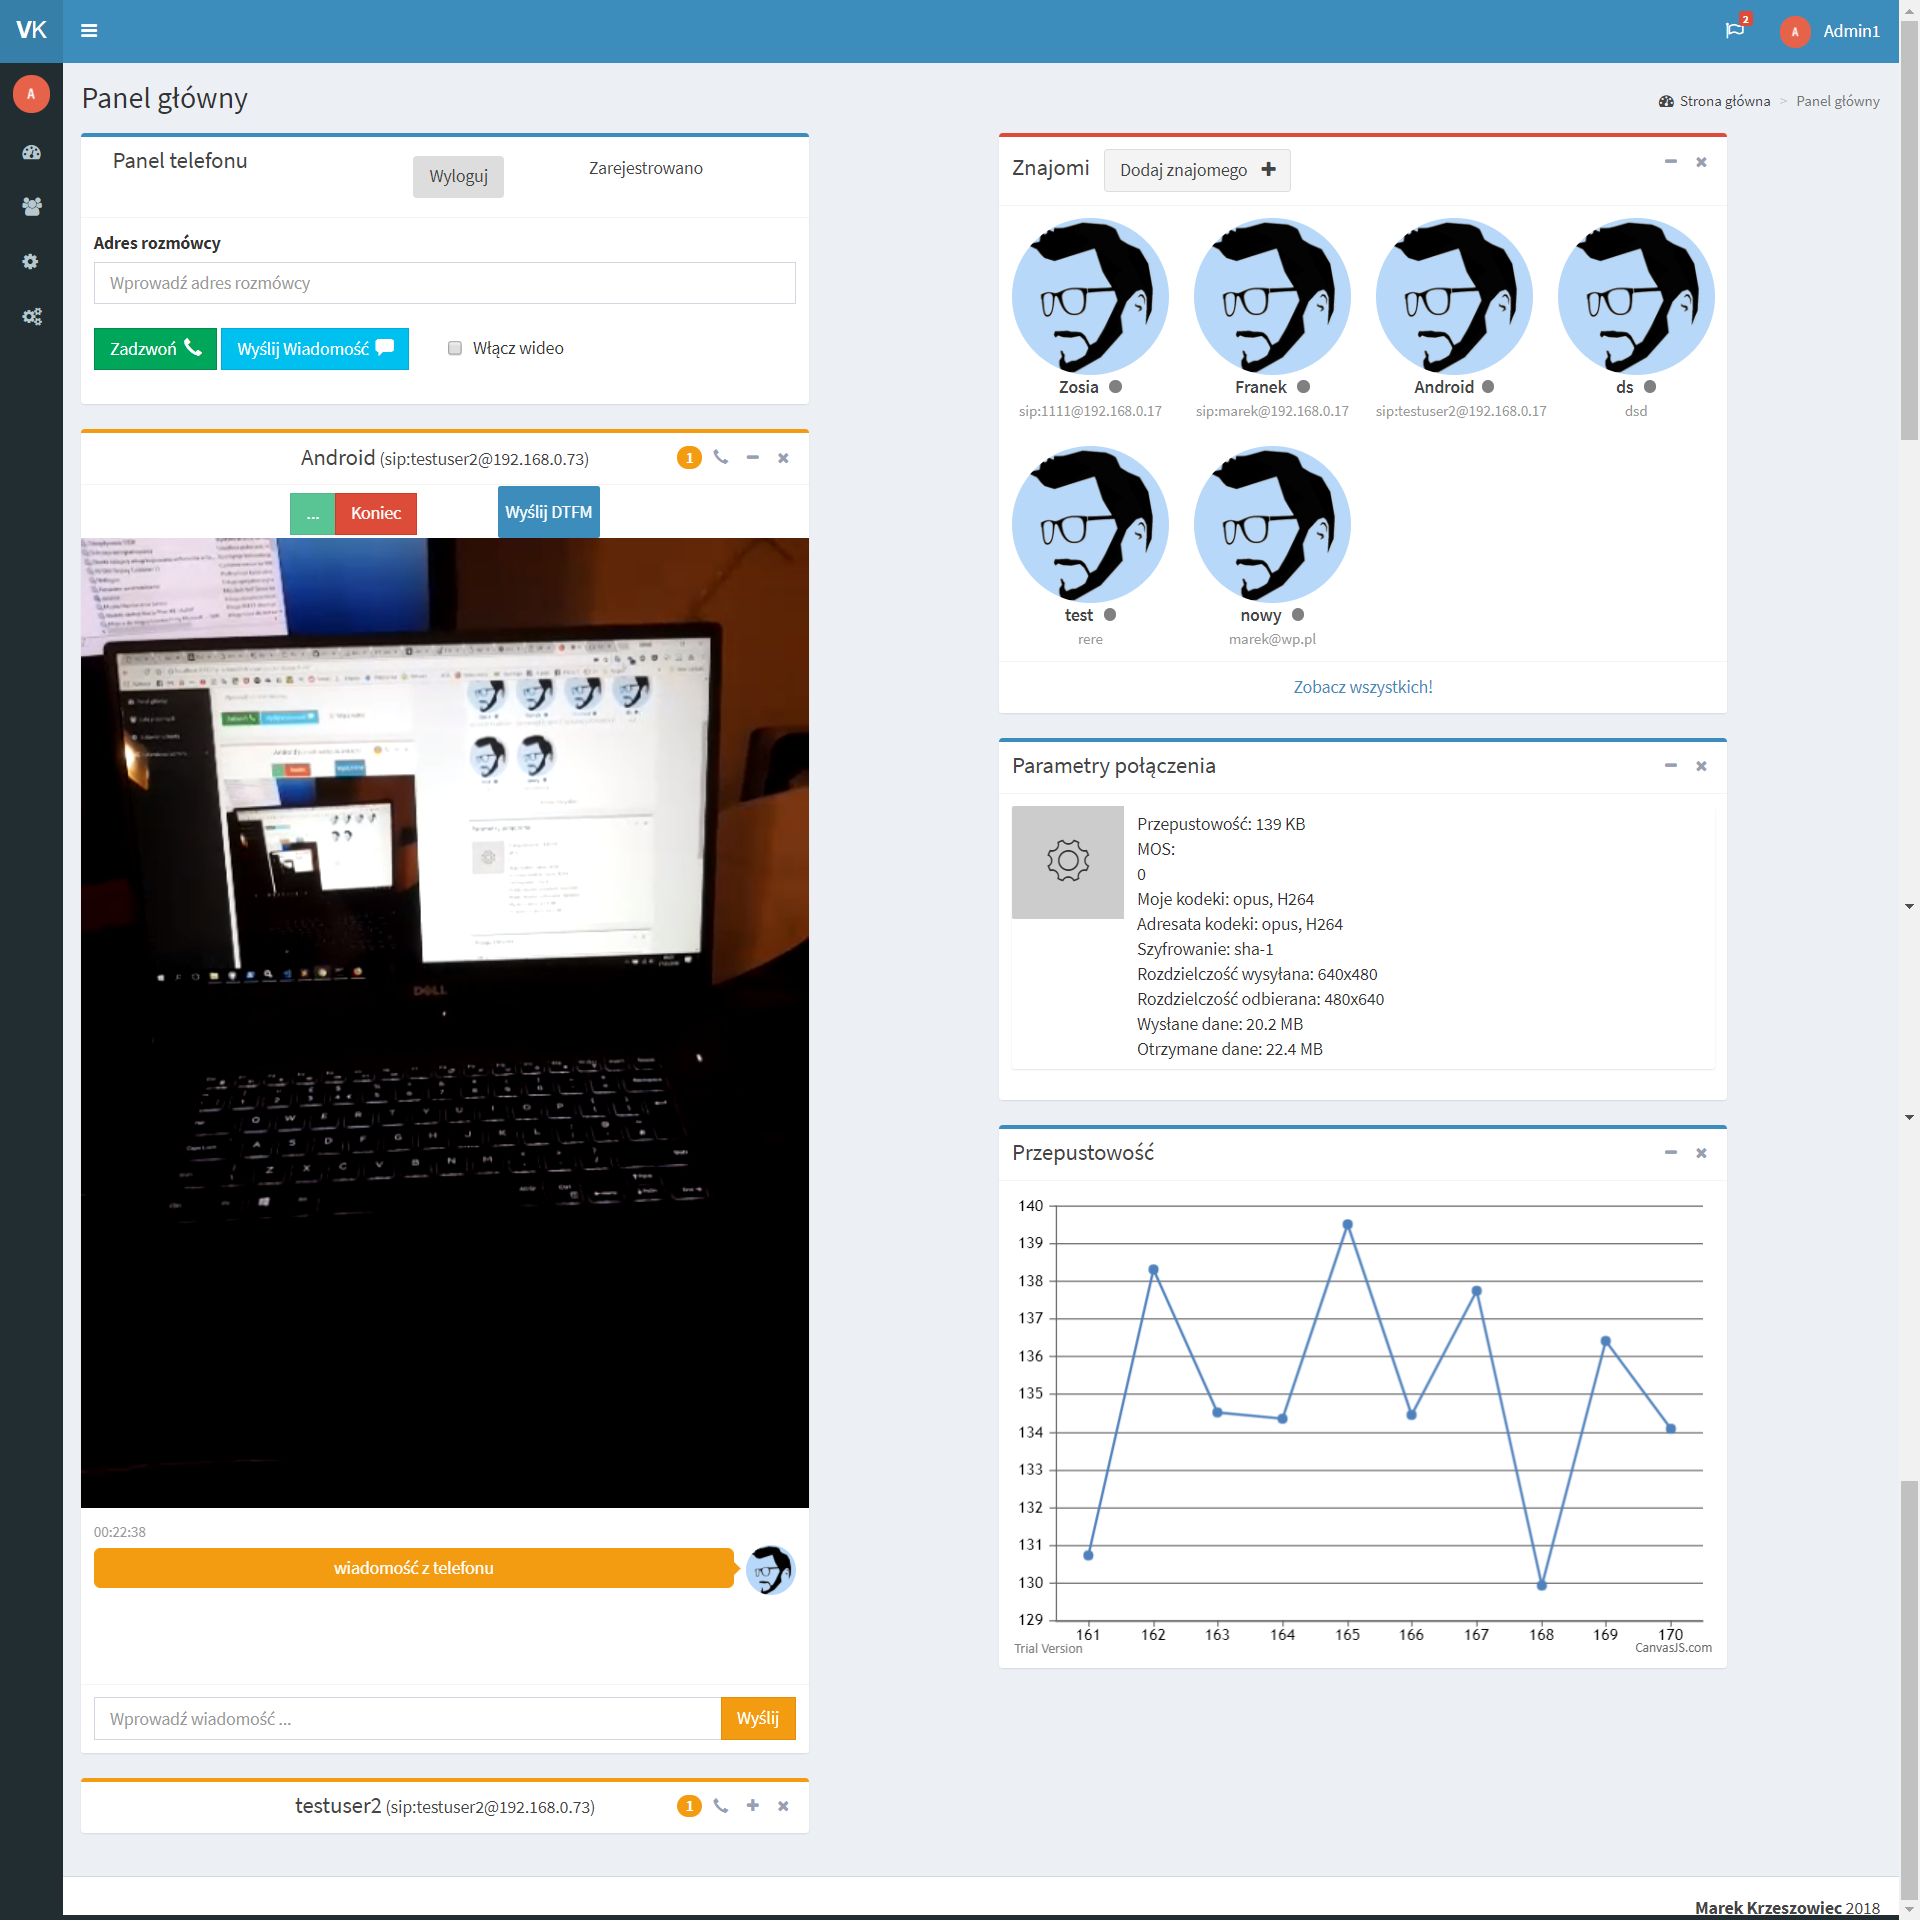 VK
2
A
Admin1
A
Panel główny
Strona główna > Panel główny
Panel telefonu
Wyloguj
Zarejestrowano
Adres rozmówcy
Wprowadź adres rozmówcy
Zadzwoń
Wyślij Wiadomość
Włącz wideo
Android (sip:testuser2@192.168.0.73)
1
...
Koniec
Wyślij DTFM
DELL
00:22:38
wiadomość z telefonu
Wprowadź wiadomość ...
Wyślij
testuser2 (sip:testuser2@192.168.0.73)
1
Znajomi
Dodaj znajomego
Zosia
sip:1111@192.168.0.17
Franek
sip:marek@192.168.0.17
Android
sip:testuser2@192.168.0.17
ds
dsd
test
rere
nowy
marek@wp.pl
Zobacz wszystkich!
Parametry połączenia
Przepustowość: 139 KB
MOS:
0
Moje kodeki: opus, H264
Adresata kodeki: opus, H264
Szyfrowanie: sha-1
Rozdzielczość wysyłana: 640x480
Rozdzielczość odbierana: 480x640
Wysłane dane: 20.2 MB
Otrzymane dane: 22.4 MB
Przepustowość
140
139
138
137
136
135
134
133
132
131
130
129
161 162 163 164 165 166 167 168 169 170
Trial Version
CanvasJS.com
Marek Krzeszowiec 2018